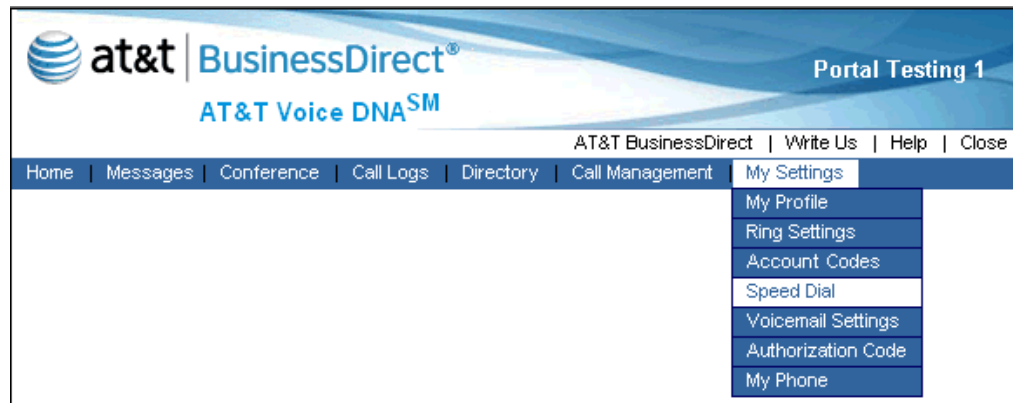 at&t | BusinessDirect®
Portal Testing 1
AT&T Voice DNA℠
AT&T BusinessDirect | Write Us | Help | Close
Home | Messages | Conference | Call Logs | Directory | Call Management | My Settings
My Profile
Ring Settings
Account Codes
Speed Dial
Voicemail Settings
Authorization Code
My Phone